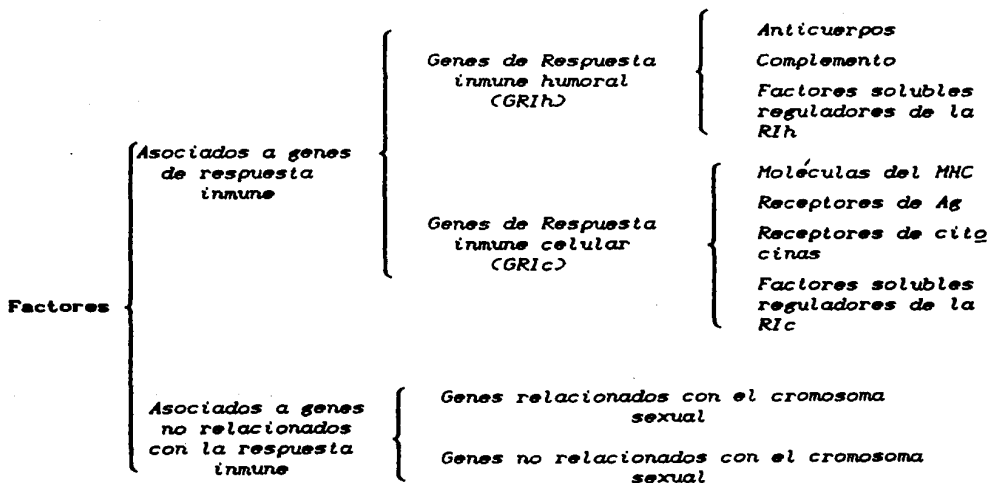 Factores
Asociados a genes
de respuesta
inmune
Genes de Respuesta
inmune humoral
(GRIh)
Anticuerpos
Complemento
Factores solubles
reguladores de la
RIh
Genes de Respuesta
inmune celular
(GRIc)
Moléculas del MHC
Receptores de Ag
Receptores de cito
cinas
Factores solubles
reguladores de la
RIc
Asociados a genes
no relacionados
con la respuesta
inmune
Genes relacionados con el cromosoma
sexual
Genes no relacionados con el cromosoma
sexual